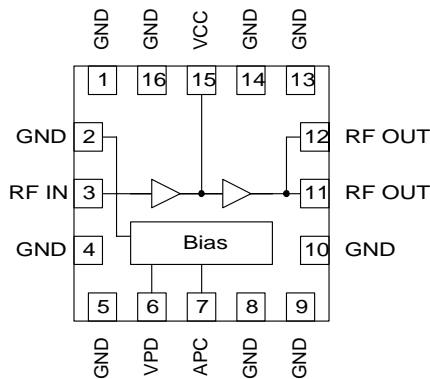 GND GND VCC GND GND
1 16 15 14 13
GND 2 12 RF OUT
RF IN 3 11 RF OUT
GND 4 Bias 10 GND
5 6 7 8 9
GND VPD APC GND GND